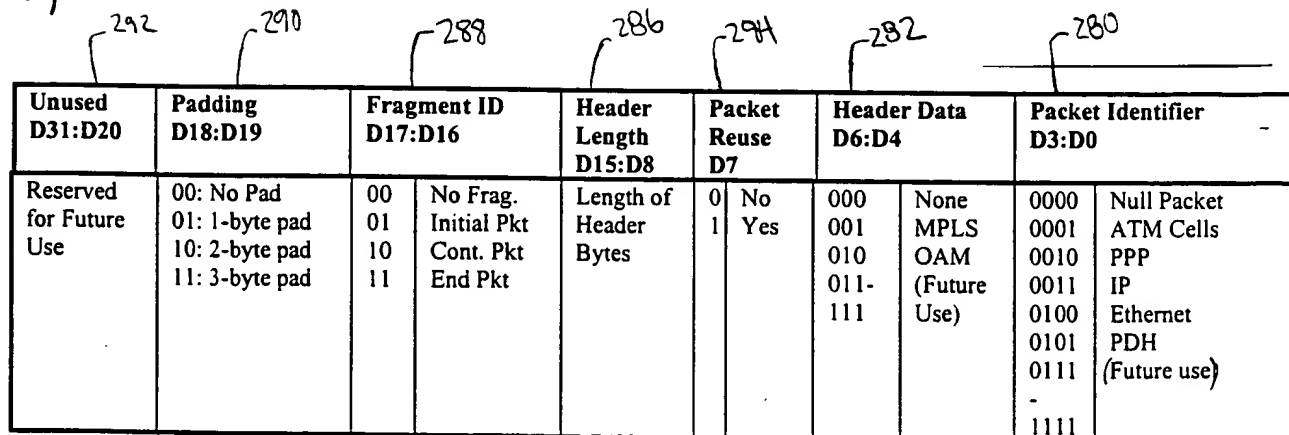 292 290 288 286 294 282 280
Unused Padding Fragment ID Header Packet Header Data Packet Identifier
D31:D20 D18:D19 D17:D16 Length Reuse D6:D4 D3:D0
D15:D8 D7
Reserved 00: No Pad 00 No Frag. Length of 0 No 000 None 0000 Null Packet
for Future 01: 1-byte pad 01 Initial Pkt Header 1 Yes 001 MPLS 0001 ATM Cells
Use 10: 2-byte pad 10 Cont. Pkt Bytes 010 OAM 0010 PPP
11: 3-byte pad 11 End Pkt 011- (Future 0011 IP
111 Use) 0100 Ethernet
0101 PDH
0111 (Future use)
-
1111